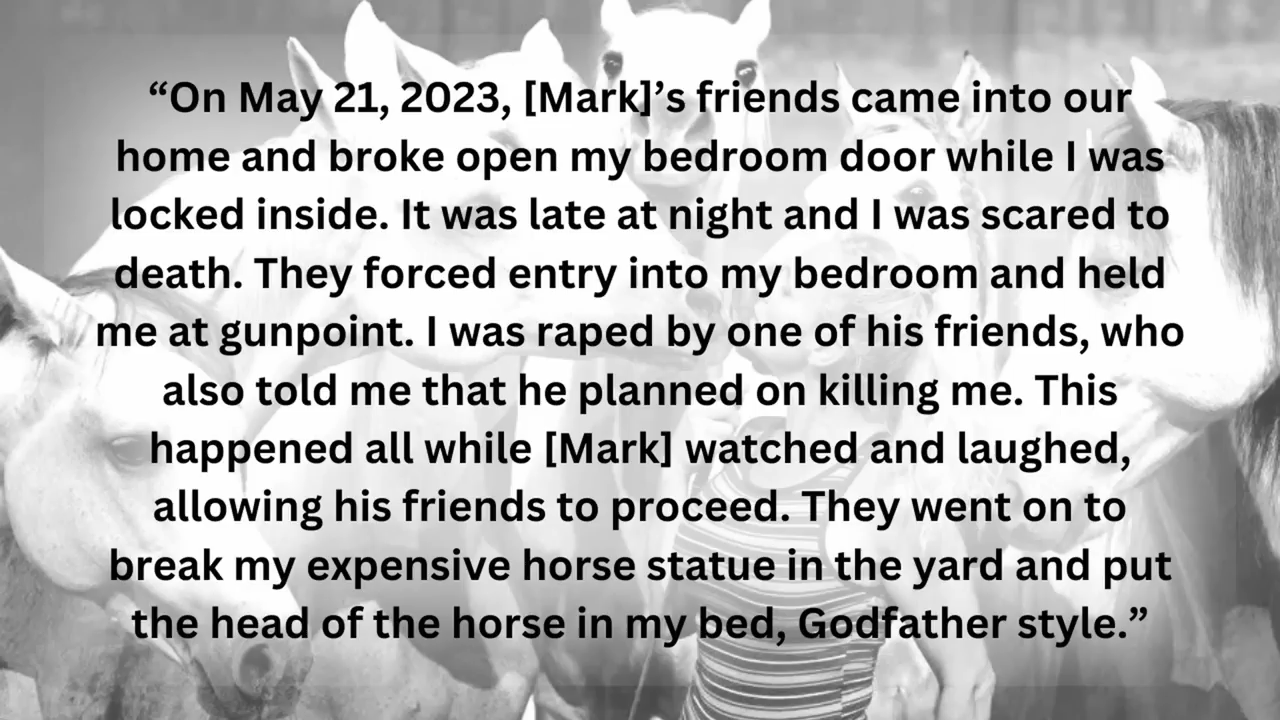 “On May 21, 2023, [Mark]’s friends came into our
home and broke open my bedroom door while I was
locked inside. It was late at night and I was scared to
death. They forced entry into my bedroom and held
me at gunpoint. I was raped by one of his friends, who
also told me that he planned on killing me. This
happened all while [Mark] watched and laughed,
allowing his friends to proceed. They went on to
break my expensive horse statue in the yard and put
the head of the horse in my bed, Godfather style.”